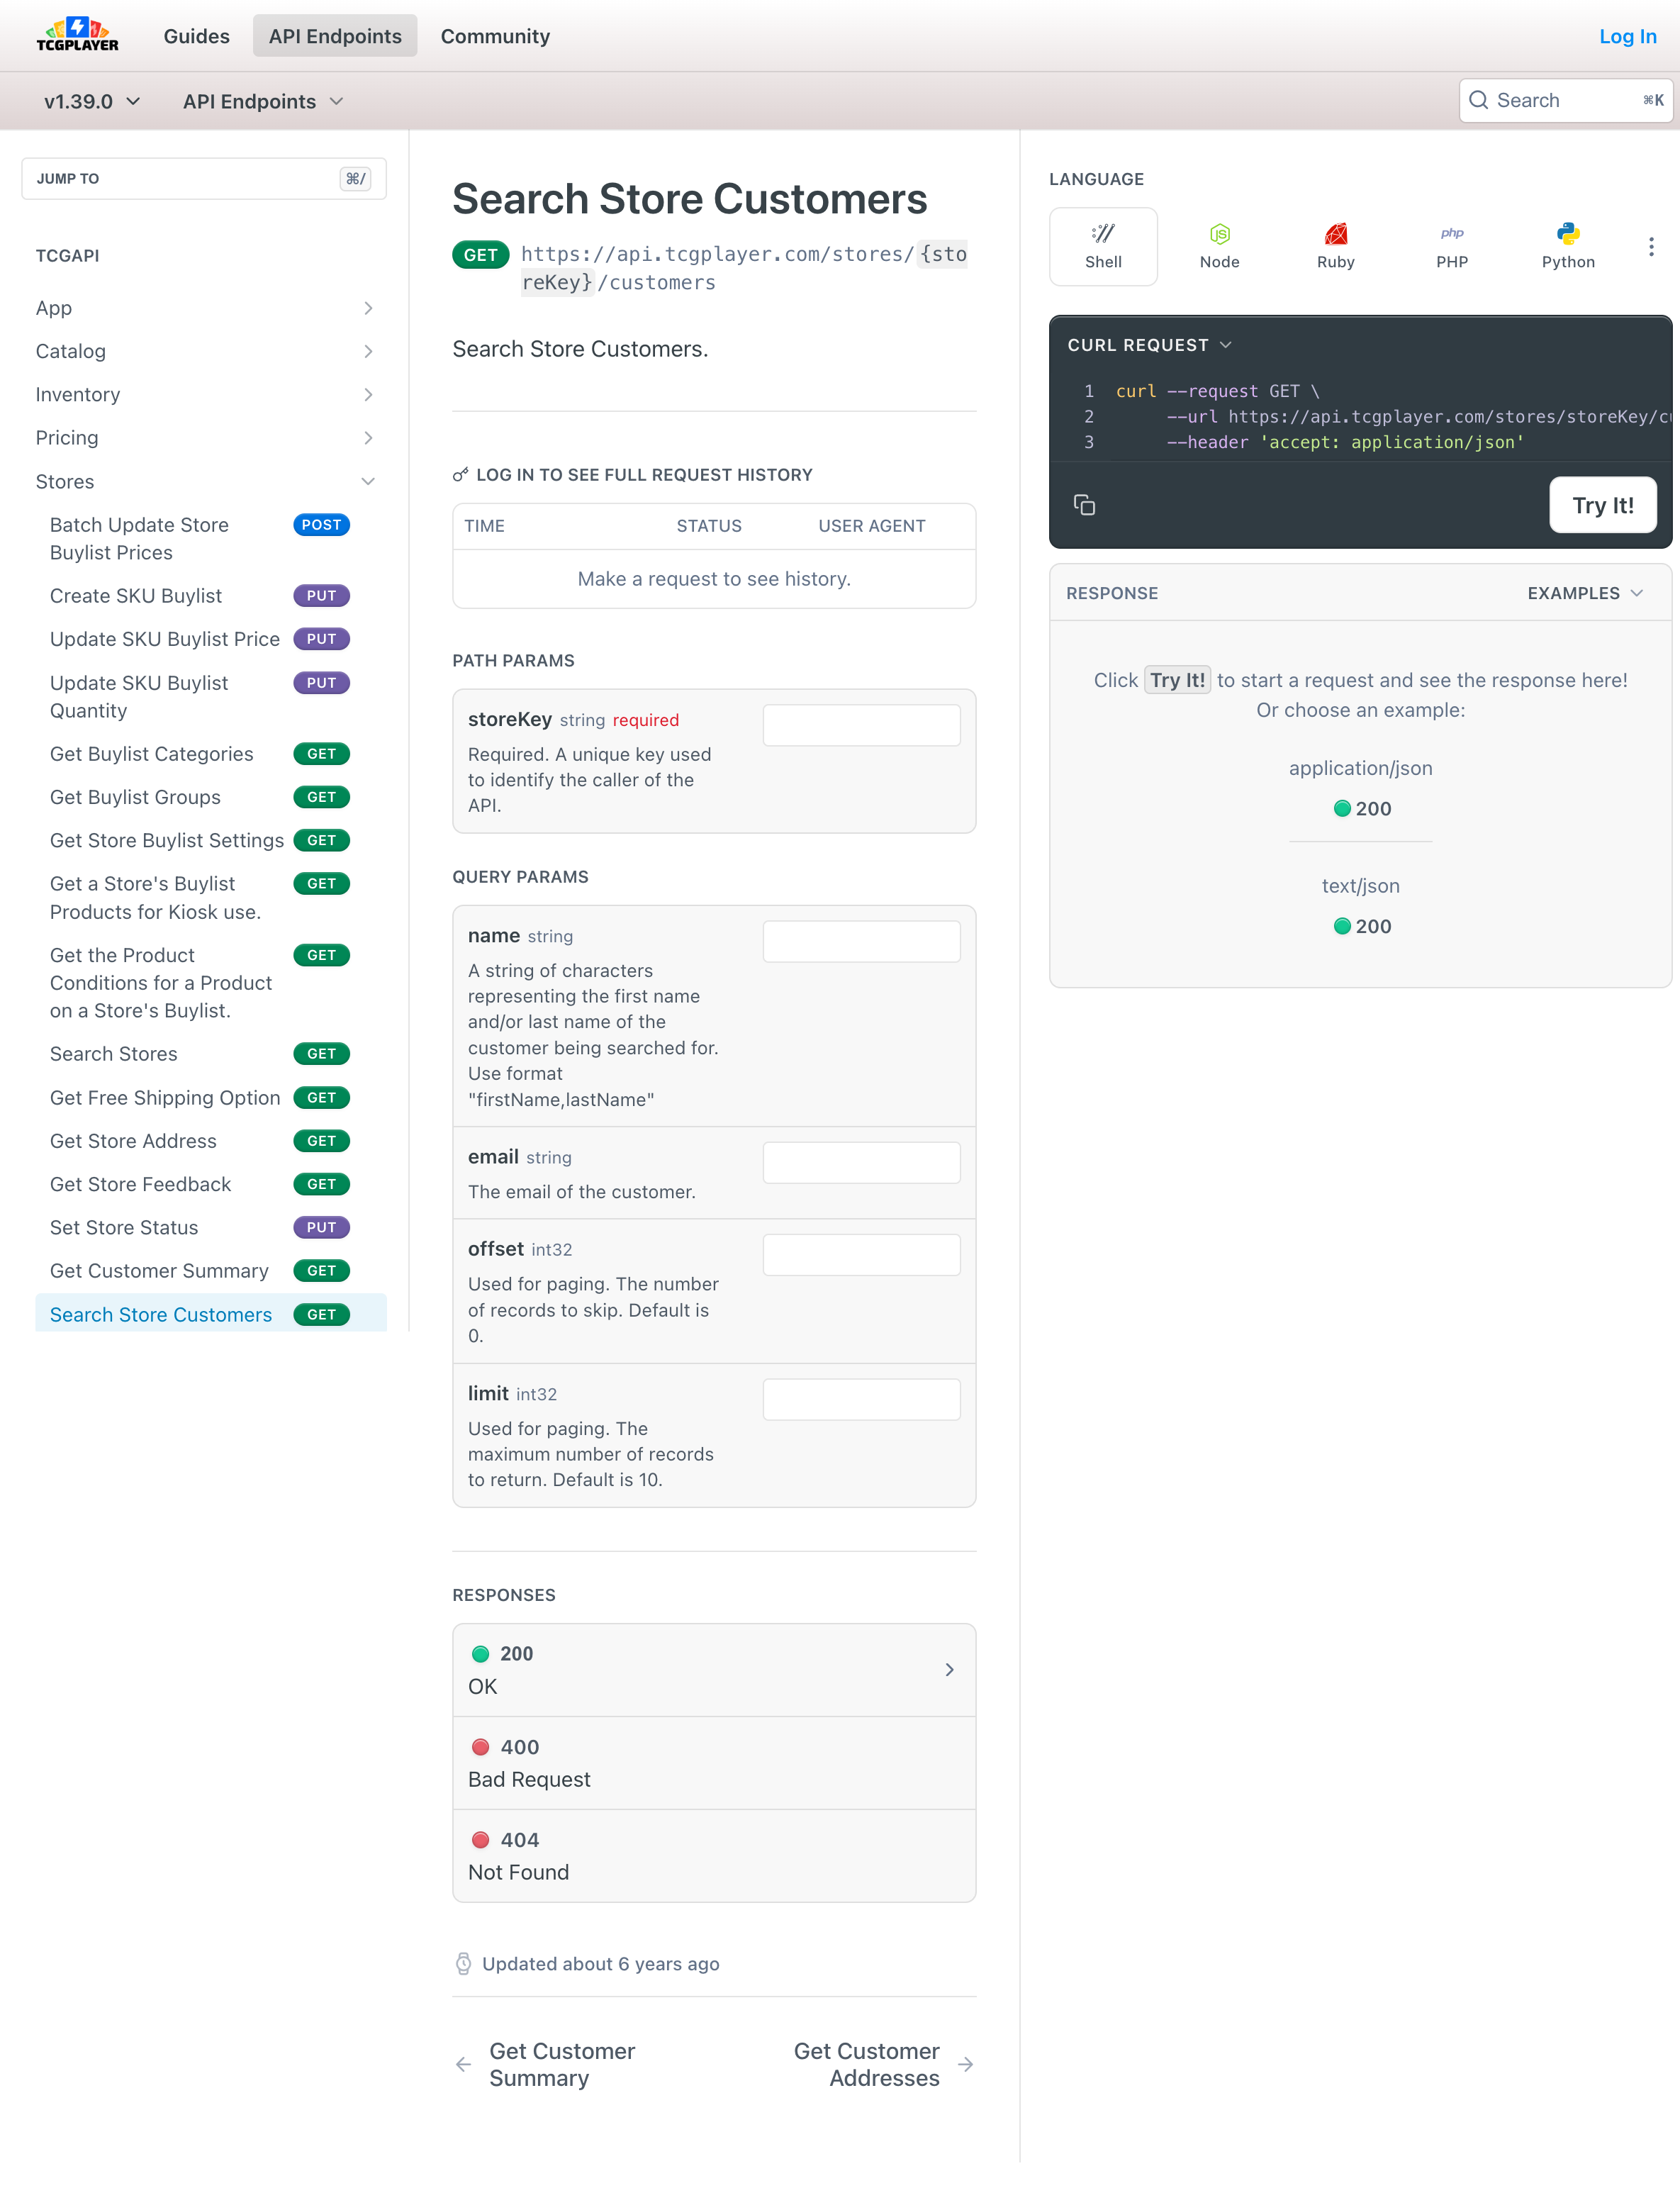 TCGPLAYER
Guides
API Endpoints
Community
Log In
v1.39.0
API Endpoints
Search
⌘K
JUMP TO
⌘/
TCGAPI
App
Catalog
Inventory
Pricing
Stores
Batch Update Store
Buylist Prices
POST
Create SKU Buylist
PUT
Update SKU Buylist Price
PUT
Update SKU Buylist
Quantity
PUT
Get Buylist Categories
GET
Get Buylist Groups
GET
Get Store Buylist Settings
GET
Get a Store's Buylist
Products for Kiosk use.
GET
Get the Product
Conditions for a Product
on a Store's Buylist.
GET
Search Stores
GET
Get Free Shipping Option
GET
Get Store Address
GET
Get Store Feedback
GET
Set Store Status
PUT
Get Customer Summary
GET
Search Store Customers
GET
Search Store Customers
GET
https://api.tcgplayer.com/stores/{sto
reKey}/customers
Search Store Customers.
LOG IN TO SEE FULL REQUEST HISTORY
TIME STATUS USER AGENT
Make a request to see history.
PATH PARAMS
storeKey string required
Required. A unique key used
to identify the caller of the
API.
QUERY PARAMS
name string
A string of characters
representing the first name
and/or last name of the
customer being searched for.
Use format
"firstName,lastName"
email string
The email of the customer.
offset int32
Used for paging. The number
of records to skip. Default is
0.
limit int32
Used for paging. The
maximum number of records
to return. Default is 10.
RESPONSES
200
OK
400
Bad Request
404
Not Found
Updated about 6 years ago
Get Customer
Summary
Get Customer
Addresses
LANGUAGE
Shell
Node
Ruby
php
PHP
Python
CURL REQUEST
1 curl --request GET \
2 --url https://api.tcgplayer.com/stores/storeKey/cu
3 --header 'accept: application/json'
Try It!
RESPONSE
EXAMPLES
Click Try It! to start a request and see the response here!
Or choose an example:
application/json
200
text/json
200